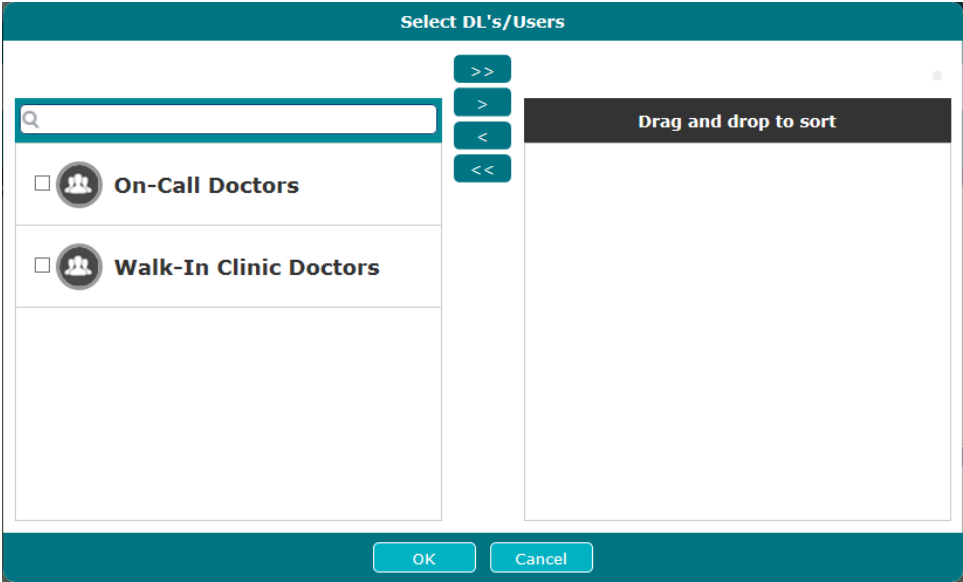 Select DL's/Users
>>
>
<
<<
Drag and drop to sort
On-Call Doctors
Walk-In Clinic Doctors
OK
Cancel